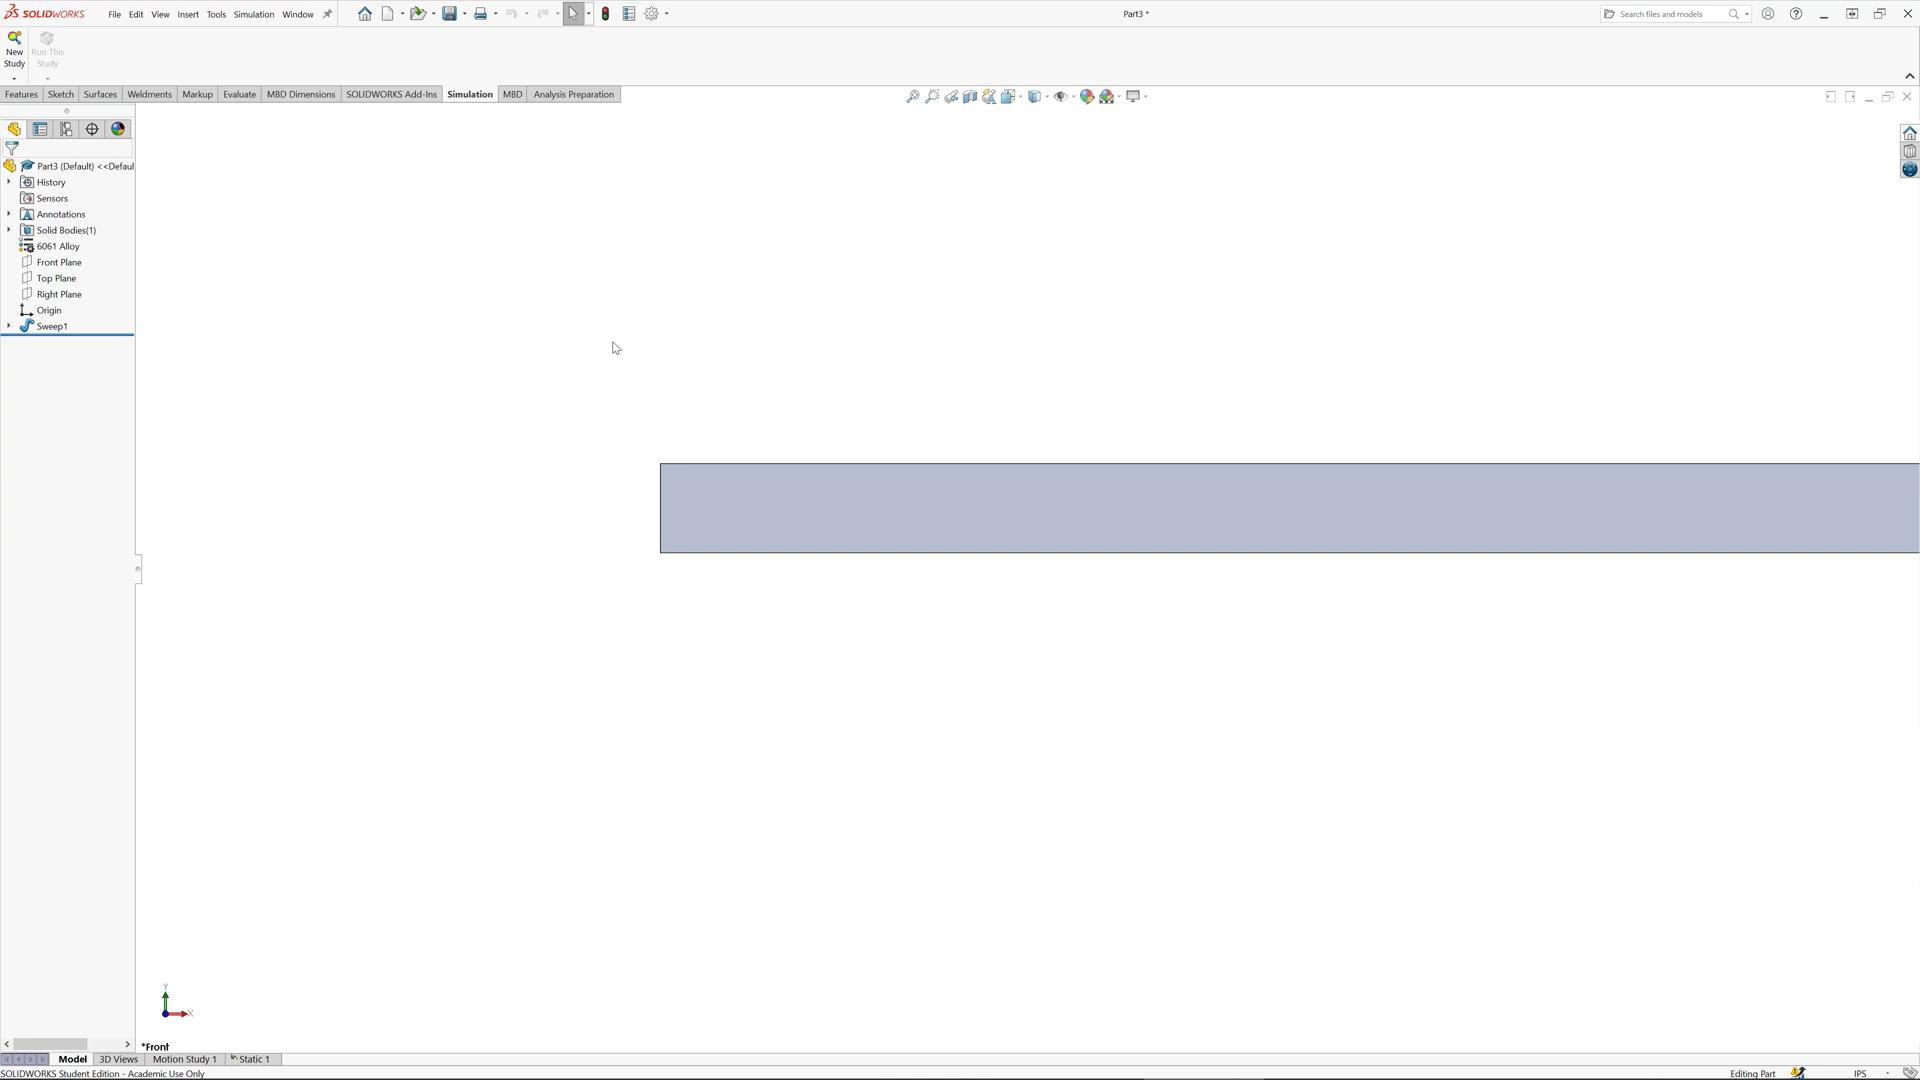 SOLIDWORKS File Edit View Insert Tools Simulation Window Part3 * Search files and models
New Study
Run This Study
Features Sketch Surfaces Weldments Markup Evaluate MBD Dimensions SOLIDWORKS Add-Ins Simulation MBD Analysis Preparation
Part3 (Default) <<Defaul
History
Sensors
Annotations
Solid Bodies(1)
6061 Alloy
Front Plane
Top Plane
Right Plane
Origin
Sweep1
Y
X
*Front
Model 3D Views Motion Study 1 Static 1
SOLIDWORKS Student Edition - Academic Use Only Editing Part IPS